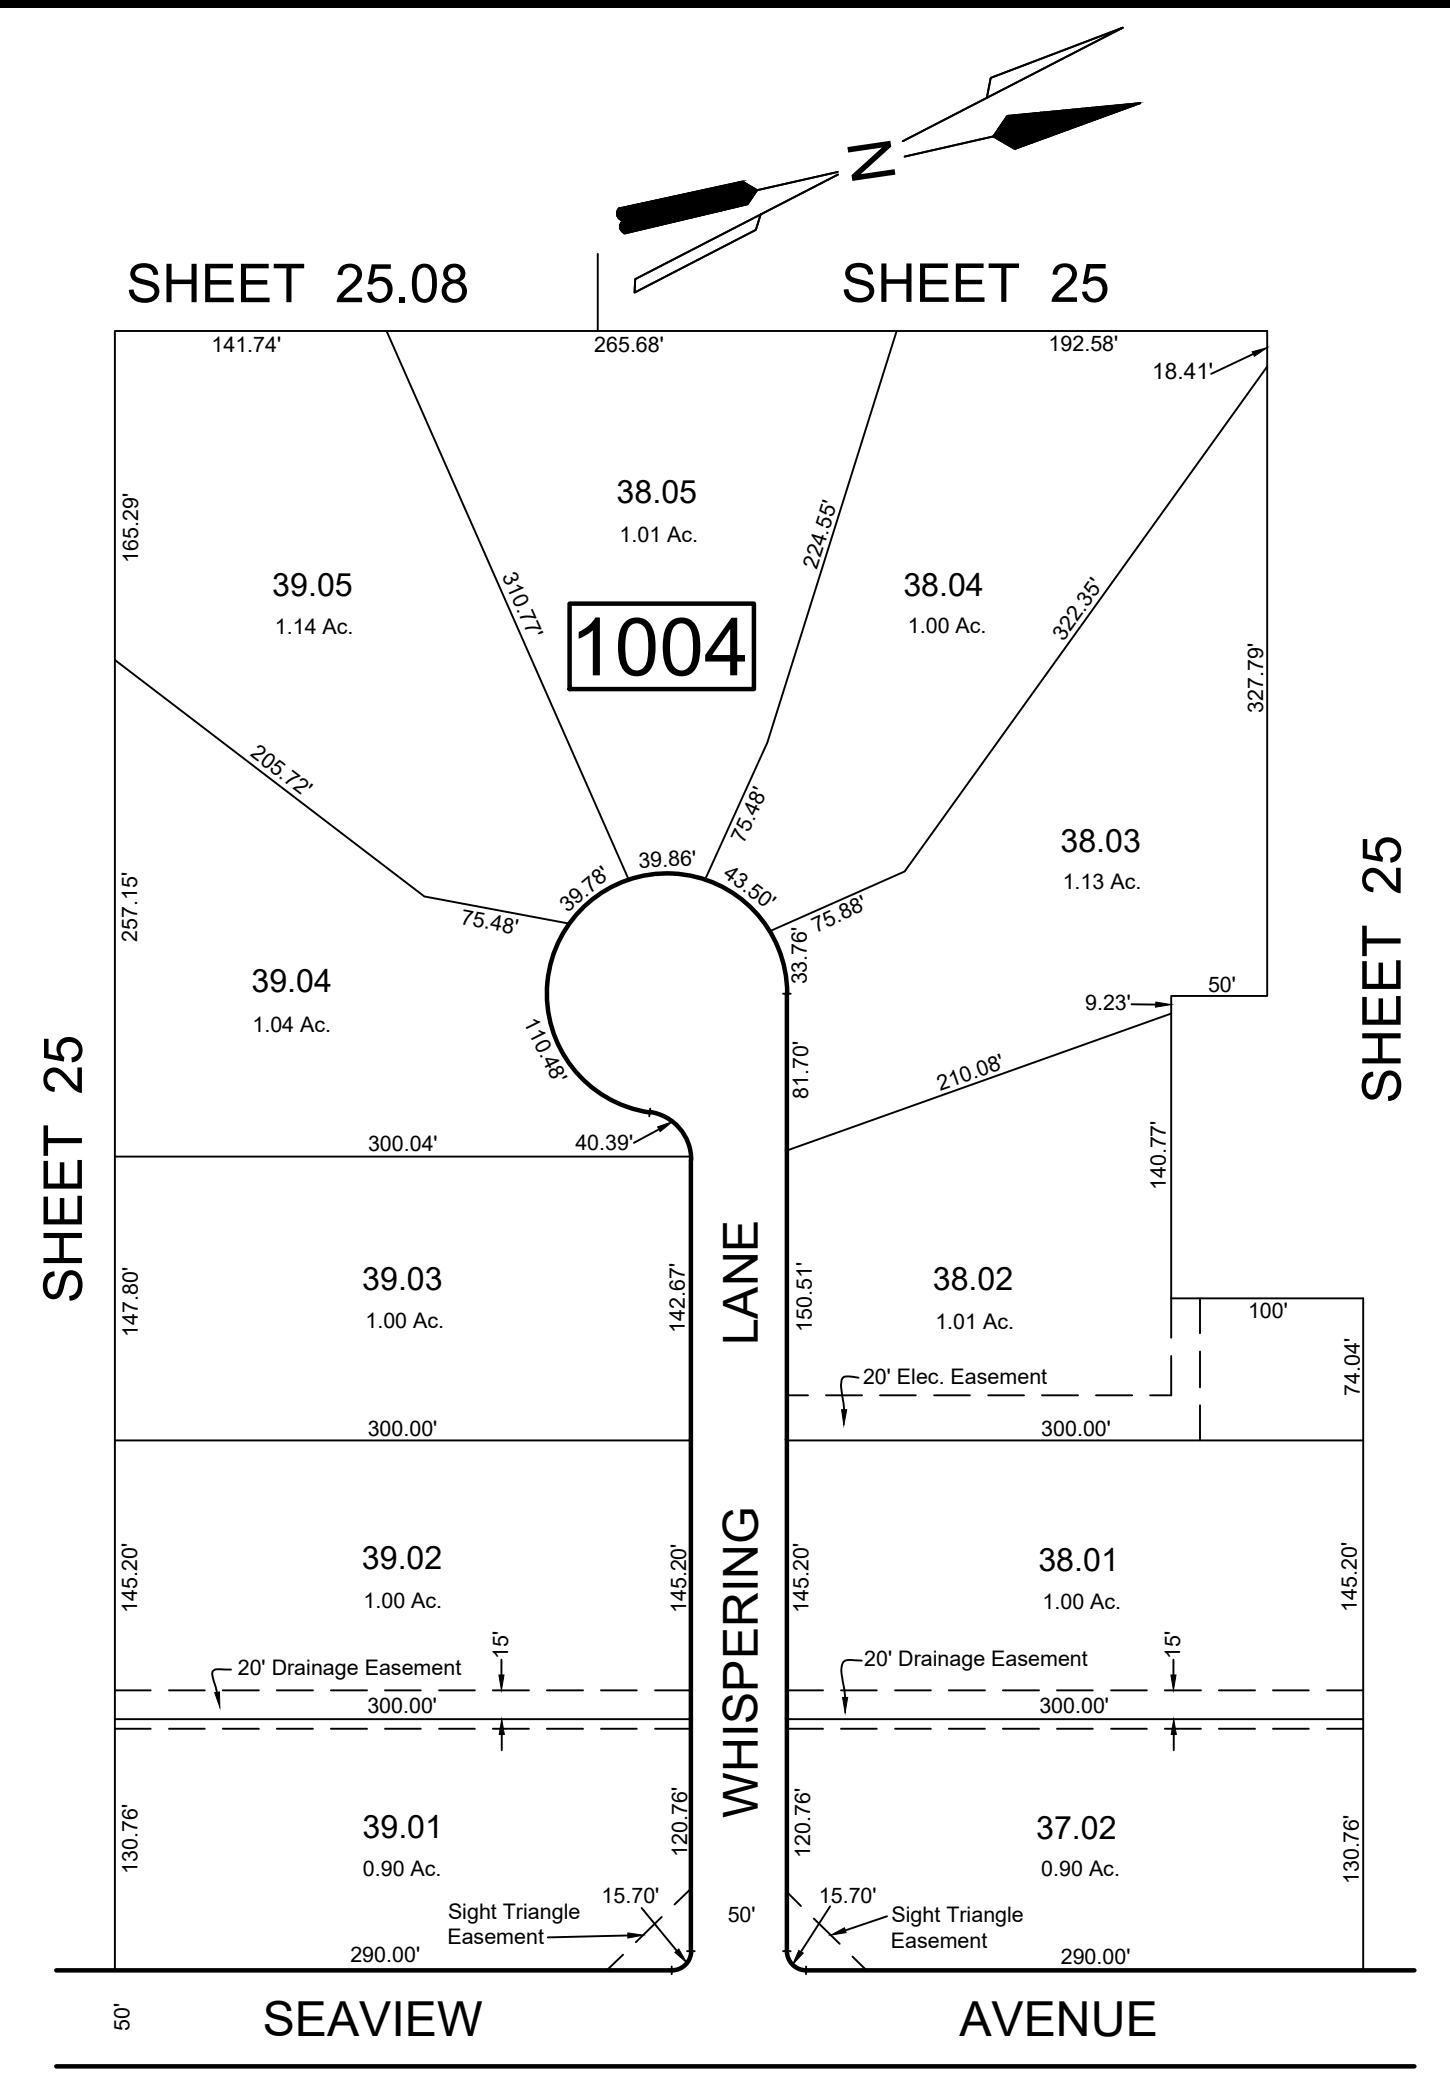 N
SHEET 25.08
SHEET 25
141.74'
265.68'
192.58'
18.41'
165.29'
38.05
1.01 Ac.
224.55'
39.05
1.14 Ac.
310.77'
1004
38.04
1.00 Ac.
322.35'
327.79'
205.72'
75.48'
39.86'
39.78'
43.50'
38.03
1.13 Ac.
257.15'
75.48'
75.88'
33.76'
SHEET 25
39.04
1.04 Ac.
110.48'
50'
9.23'
81.70'
210.08'
SHEET 25
300.04'
40.39'
140.77'
39.03
1.00 Ac.
147.80'
142.67'
LANE
150.51'
38.02
1.01 Ac.
100'
74.04'
20' Elec. Easement
300.00'
300.00'
39.02
1.00 Ac.
145.20'
145.20'
WHISPERING
145.20'
38.01
1.00 Ac.
145.20'
20' Drainage Easement
15'
20' Drainage Easement
15'
300.00'
300.00'
39.01
0.90 Ac.
130.76'
120.76'
120.76'
37.02
0.90 Ac.
130.76'
15.70'
15.70'
Sight Triangle
Easement
50'
Sight Triangle
Easement
290.00'
290.00'
50'
SEAVIEW AVENUE